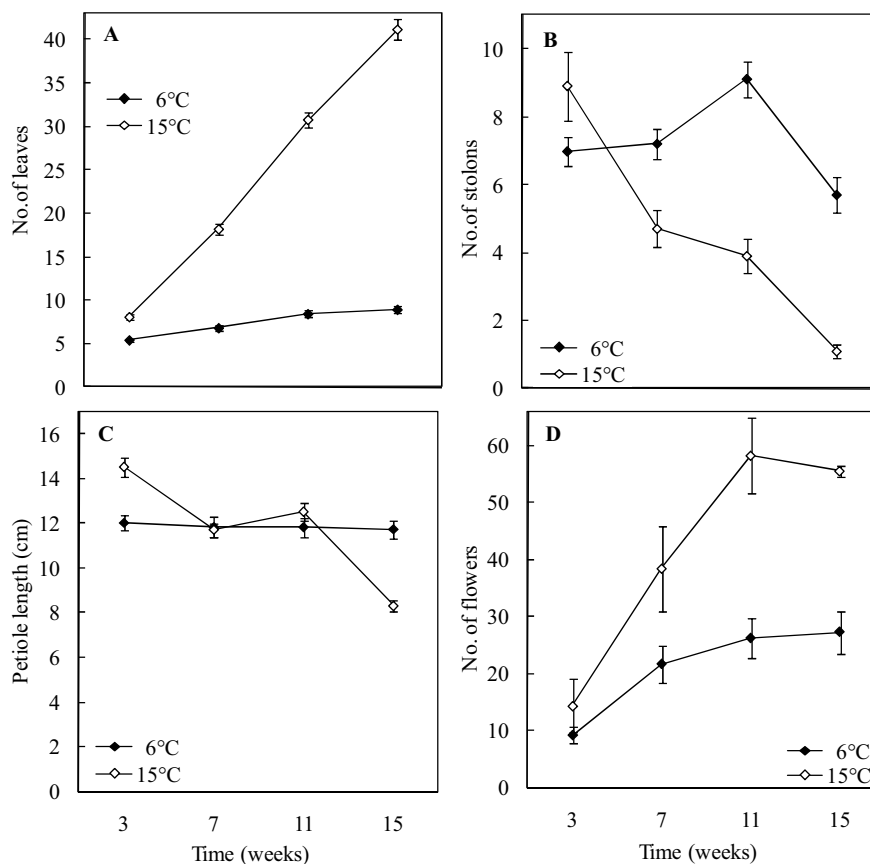 A
No.of leaves
40
35
30
25
20
15
10
5
0
6°C
15°C
B
No.of stolons
10
8
6
4
2
0
6°C
15°C
C
Petiole length (cm)
16
14
12
10
8
6
4
2
0
6°C
15°C
3 7 11 15
Time (weeks)
D
No. of flowers
60
50
40
30
20
10
0
6°C
15°C
3 7 11 15
Time (weeks)